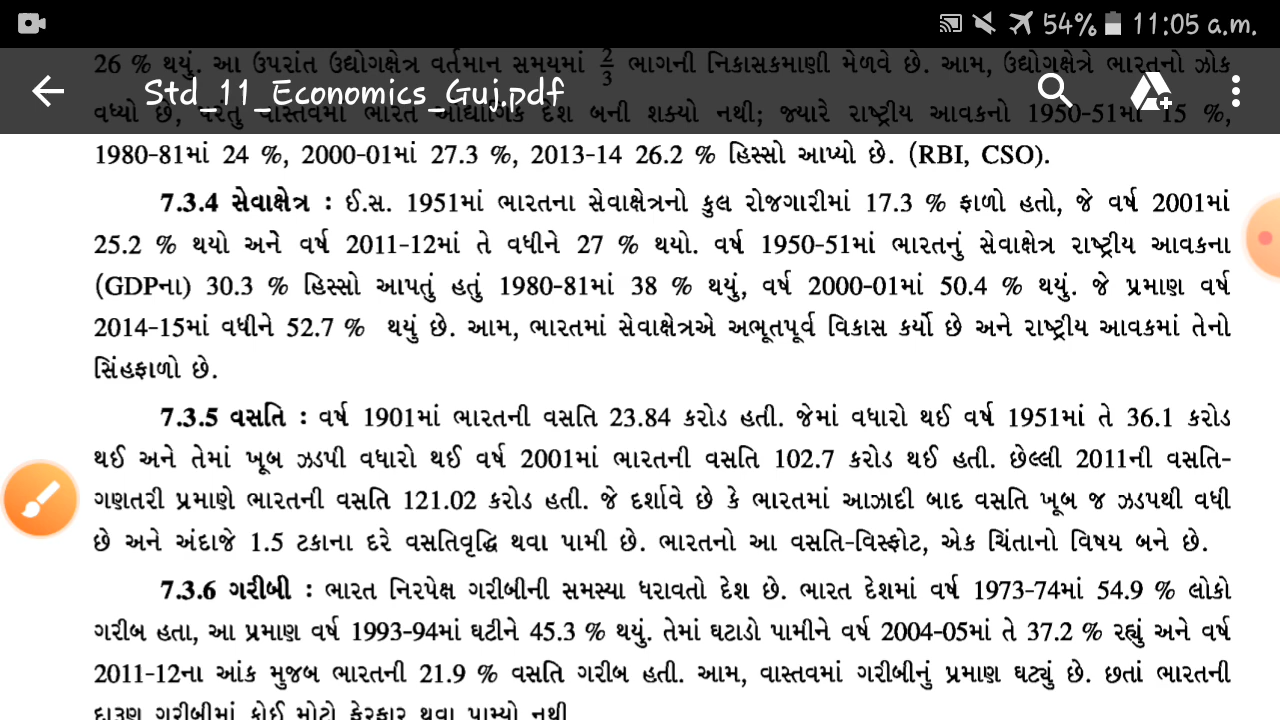 54% 11:05 a.m.
26 % થયું. આ ઉપરાંત ઉદ્યોગક્ષેત્ર વર્તમાન સમયમાં 2/3 ભાગની નિકાસકમાણી મેળવે છે. આમ, ઉદ્યોગક્ષેત્રે ભારતનો ઝોક
Std_11_Economics_Guj.pdf
વધ્યો છે, પરંતુ વાસ્તવમાં ભારત ઔદ્યોગિક દેશ બની શક્યો નથી; જ્યારે રાષ્ટ્રીય આવકનો 1950-51માં 15 %,
1980-81માં 24 %, 2000-01માં 27.3 %, 2013-14 26.2 % હિસ્સો આપ્યો છે. (RBI, CSO).
7.3.4 સેવાક્ષેત્ર : ઈ.સ. 1951માં ભારતના સેવાક્ષેત્રનો કુલ રોજગારીમાં 17.3 % ફાળો હતો, જે વર્ષ 2001માં
25.2 % થયો અને વર્ષ 2011-12માં તે વધીને 27 % થયો. વર્ષ 1950-51માં ભારતનું સેવાક્ષેત્ર રાષ્ટ્રીય આવકના
(GDPના) 30.3 % હિસ્સો આપતું હતું 1980-81માં 38 % થયું, વર્ષ 2000-01માં 50.4 % થયું. જે પ્રમાણ વર્ષ
2014-15માં વધીને 52.7 % થયું છે. આમ, ભારતમાં સેવાક્ષેત્રએ અભૂતપૂર્વ વિકાસ કર્યો છે અને રાષ્ટ્રીય આવકમાં તેનો
સિંહફાળો છે.
7.3.5 વસતિ : વર્ષ 1901માં ભારતની વસતિ 23.84 કરોડ હતી. જેમાં વધારો થઈ વર્ષ 1951માં તે 36.1 કરોડ
થઈ અને તેમાં ખૂબ ઝડપી વધારો થઈ વર્ષ 2001માં ભારતની વસતિ 102.7 કરોડ થઈ હતી. છેલ્લી 2011ની વસતિ-
ગણતરી પ્રમાણે ભારતની વસતિ 121.02 કરોડ હતી. જે દર્શાવે છે કે ભારતમાં આઝાદી બાદ વસતિ ખૂબ જ ઝડપથી વધી
છે અને અંદાજે 1.5 ટકાના દરે વસતિવૃદ્ધિ થવા પામી છે. ભારતનો આ વસતિ-વિસ્ફોટ, એક ચિંતાનો વિષય બને છે.
7.3.6 ગરીબી : ભારત નિરપેક્ષ ગરીબીની સમસ્યા ધરાવતો દેશ છે. ભારત દેશમાં વર્ષ 1973-74માં 54.9 % લોકો
ગરીબ હતા, આ પ્રમાણ વર્ષ 1993-94માં ઘટીને 45.3 % થયું. તેમાં ઘટાડો પામીને વર્ષ 2004-05માં તે 37.2 % રહ્યું અને વર્ષ
2011-12ના આંક મુજબ ભારતની 21.9 % વસતિ ગરીબ હતી. આમ, વાસ્તવમાં ગરીબીનું પ્રમાણ ઘટ્યું છે. છતાં ભારતની
દારુણ ગરીબીમાં કોઈ મોટો ફેરફાર થવા પામ્યો નથી